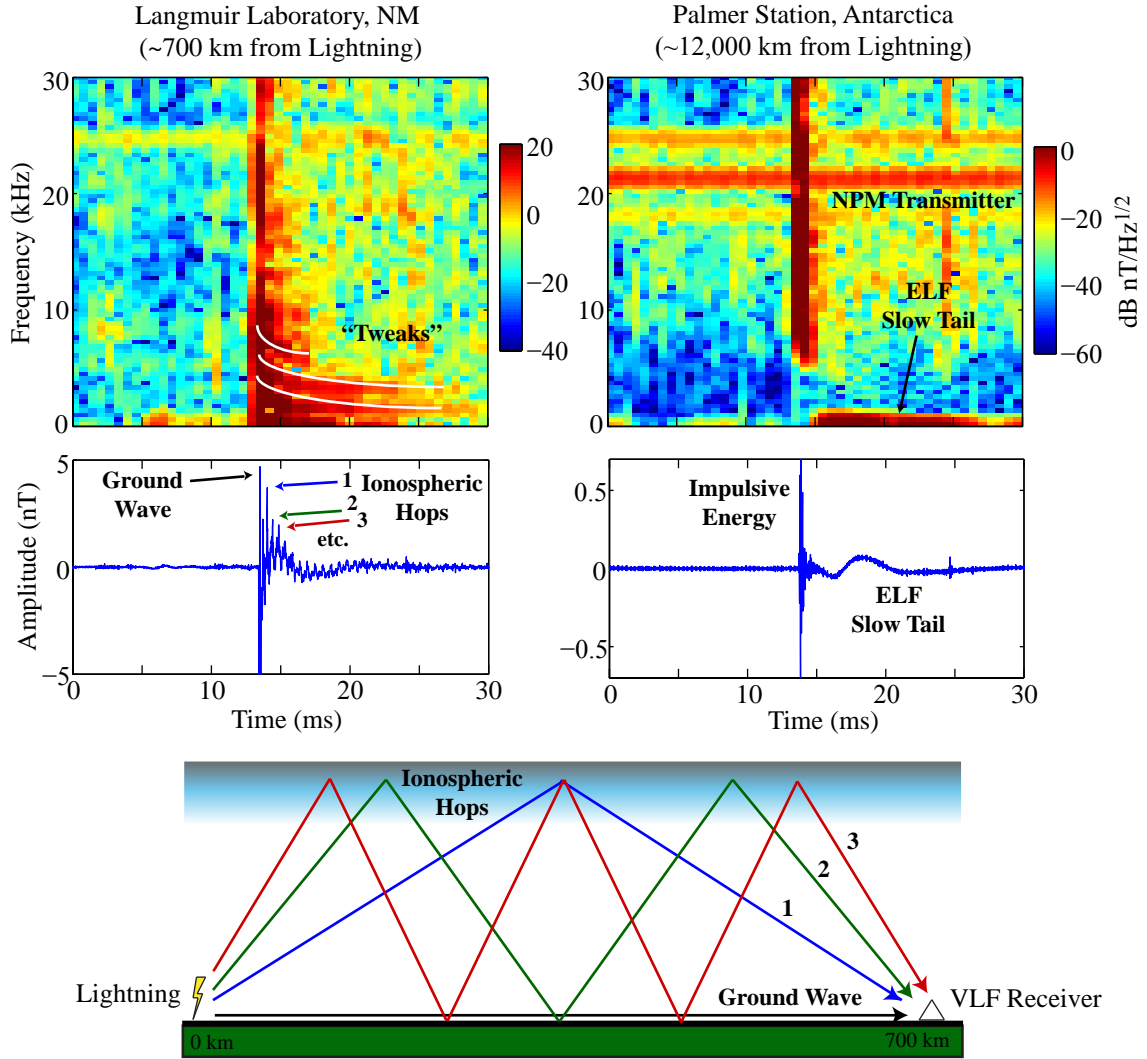 Langmuir Laboratory, NM
(~700 km from Lightning)
Palmer Station, Antarctica
(~12,000 km from Lightning)
Frequency (kHz)
30
20
10
0
“Tweaks”
20
0
−20
−40
NPM Transmitter
ELF
Slow Tail
0
−20
−40
−60
dB nT/Hz1/2
Amplitude (nT)
5
0
−5
Ground
Wave
1
2
3
etc.
Ionospheric
Hops
0 10 20 30
Time (ms)
0.5
0
−0.5
Impulsive
Energy
ELF
Slow Tail
0 10 20 30
Time (ms)
Ionospheric
Hops
3
2
1
Lightning
Ground Wave
VLF Receiver
0 km
700 km